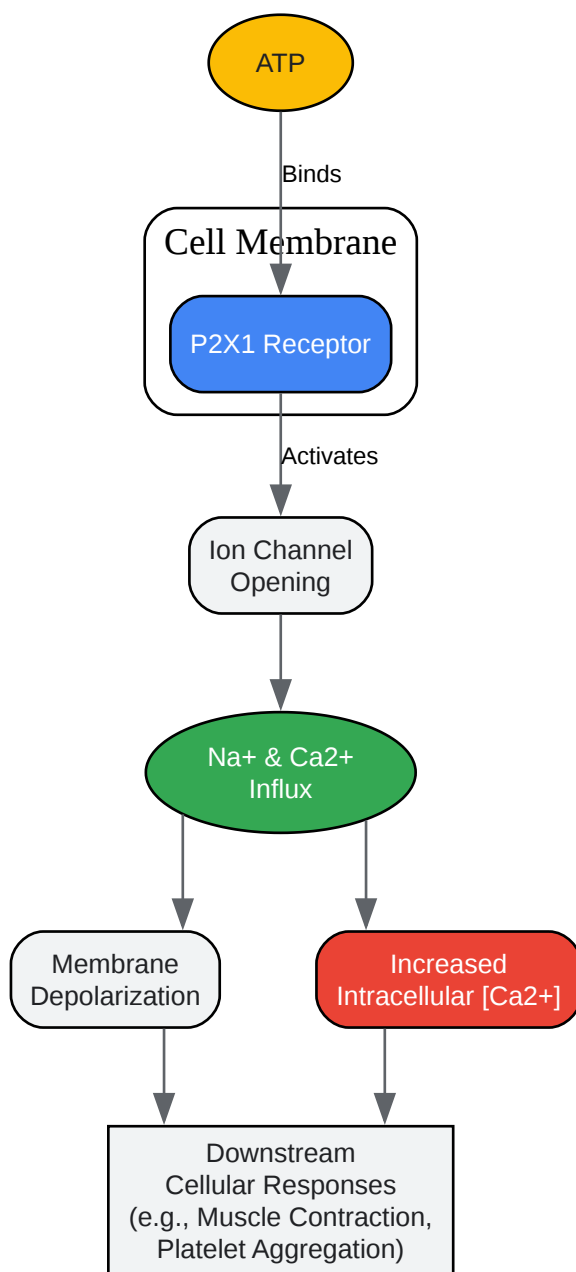 ATP
Binds
Cell Membrane
P2X1 Receptor
Activates
Ion Channel
Opening
Na+ & Ca2+
Influx
Membrane
Depolarization
Increased
Intracellular [Ca2+]
Downstream
Cellular Responses
(e.g., Muscle Contraction,
Platelet Aggregation)